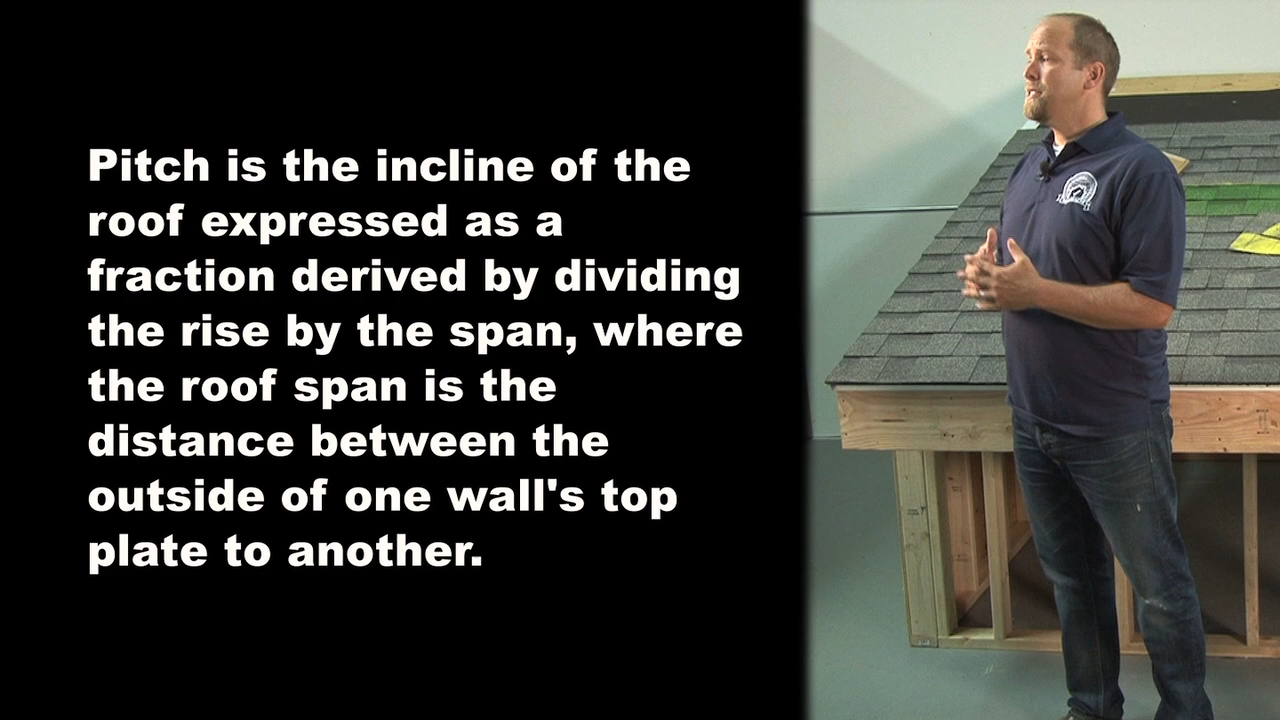 Pitch is the incline of the
roof expressed as a
fraction derived by dividing
the rise by the span, where
the roof span is the
distance between the
outside of one wall's top
plate to another.